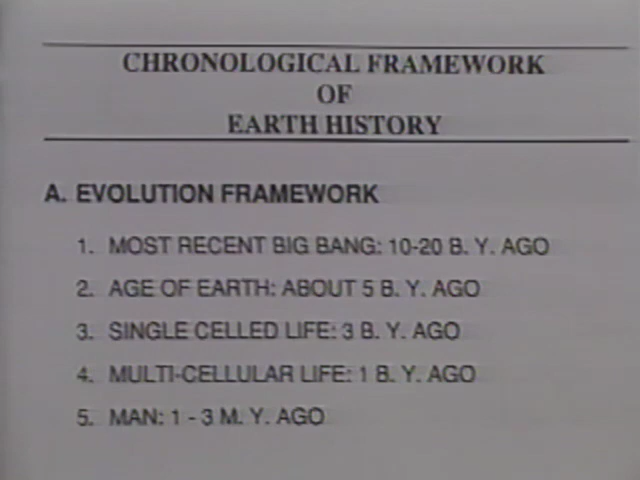 CHRONOLOGICAL FRAMEWORK
OF
EARTH HISTORY
A. EVOLUTION FRAMEWORK
1. MOST RECENT BIG BANG: 10-20 B. Y. AGO
2. AGE OF EARTH: ABOUT 5 B. Y. AGO
3. SINGLE CELLED LIFE: 3 B. Y. AGO
4. MULTI-CELLULAR LIFE: 1 B. Y. AGO
5. MAN: 1 - 3 M. Y. AGO